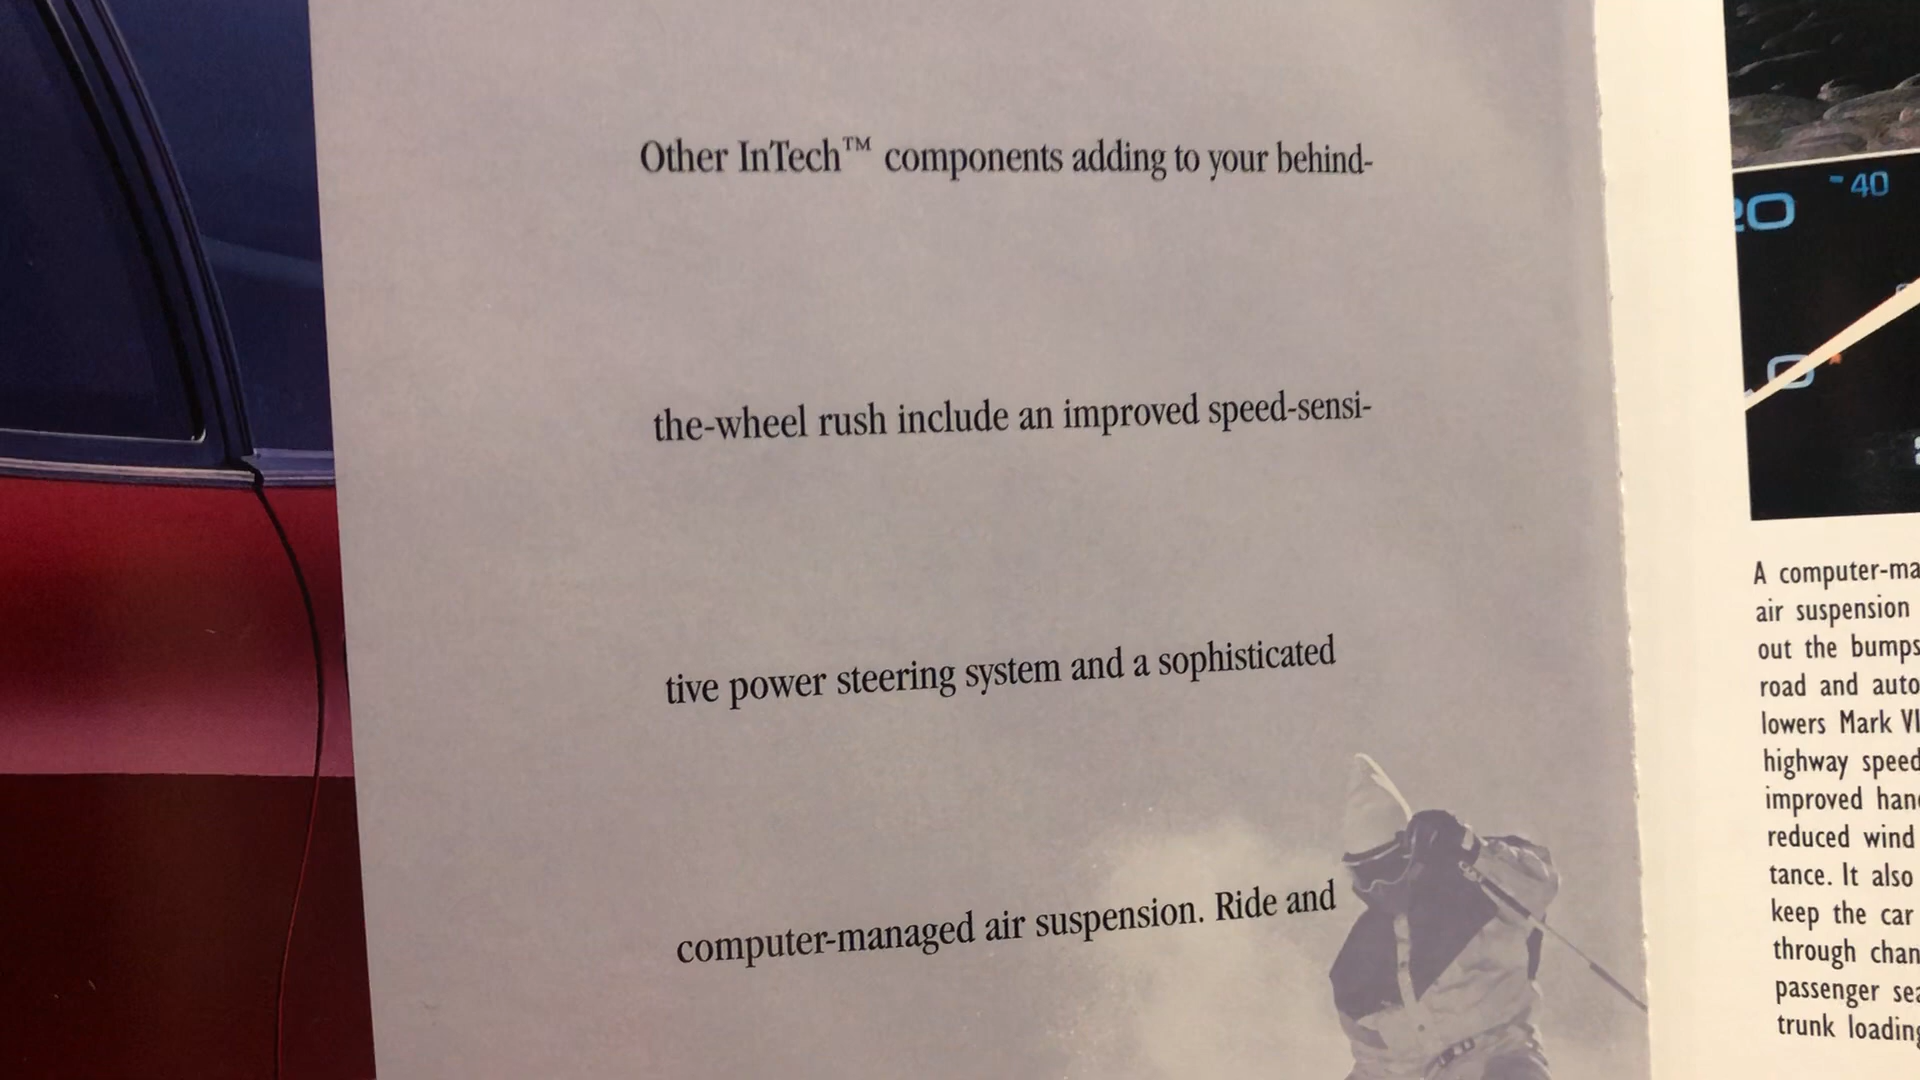 Other InTech™ components adding to your behind-
the-wheel rush include an improved speed-sensi-
tive power steering system and a sophisticated
computer-managed air suspension. Ride and
20 40
0
A computer-ma
air suspension
out the bumps
road and auto
lowers Mark VI
highway speed
improved han
reduced wind
tance. It also
keep the car
through chan
passenger sea
trunk loading